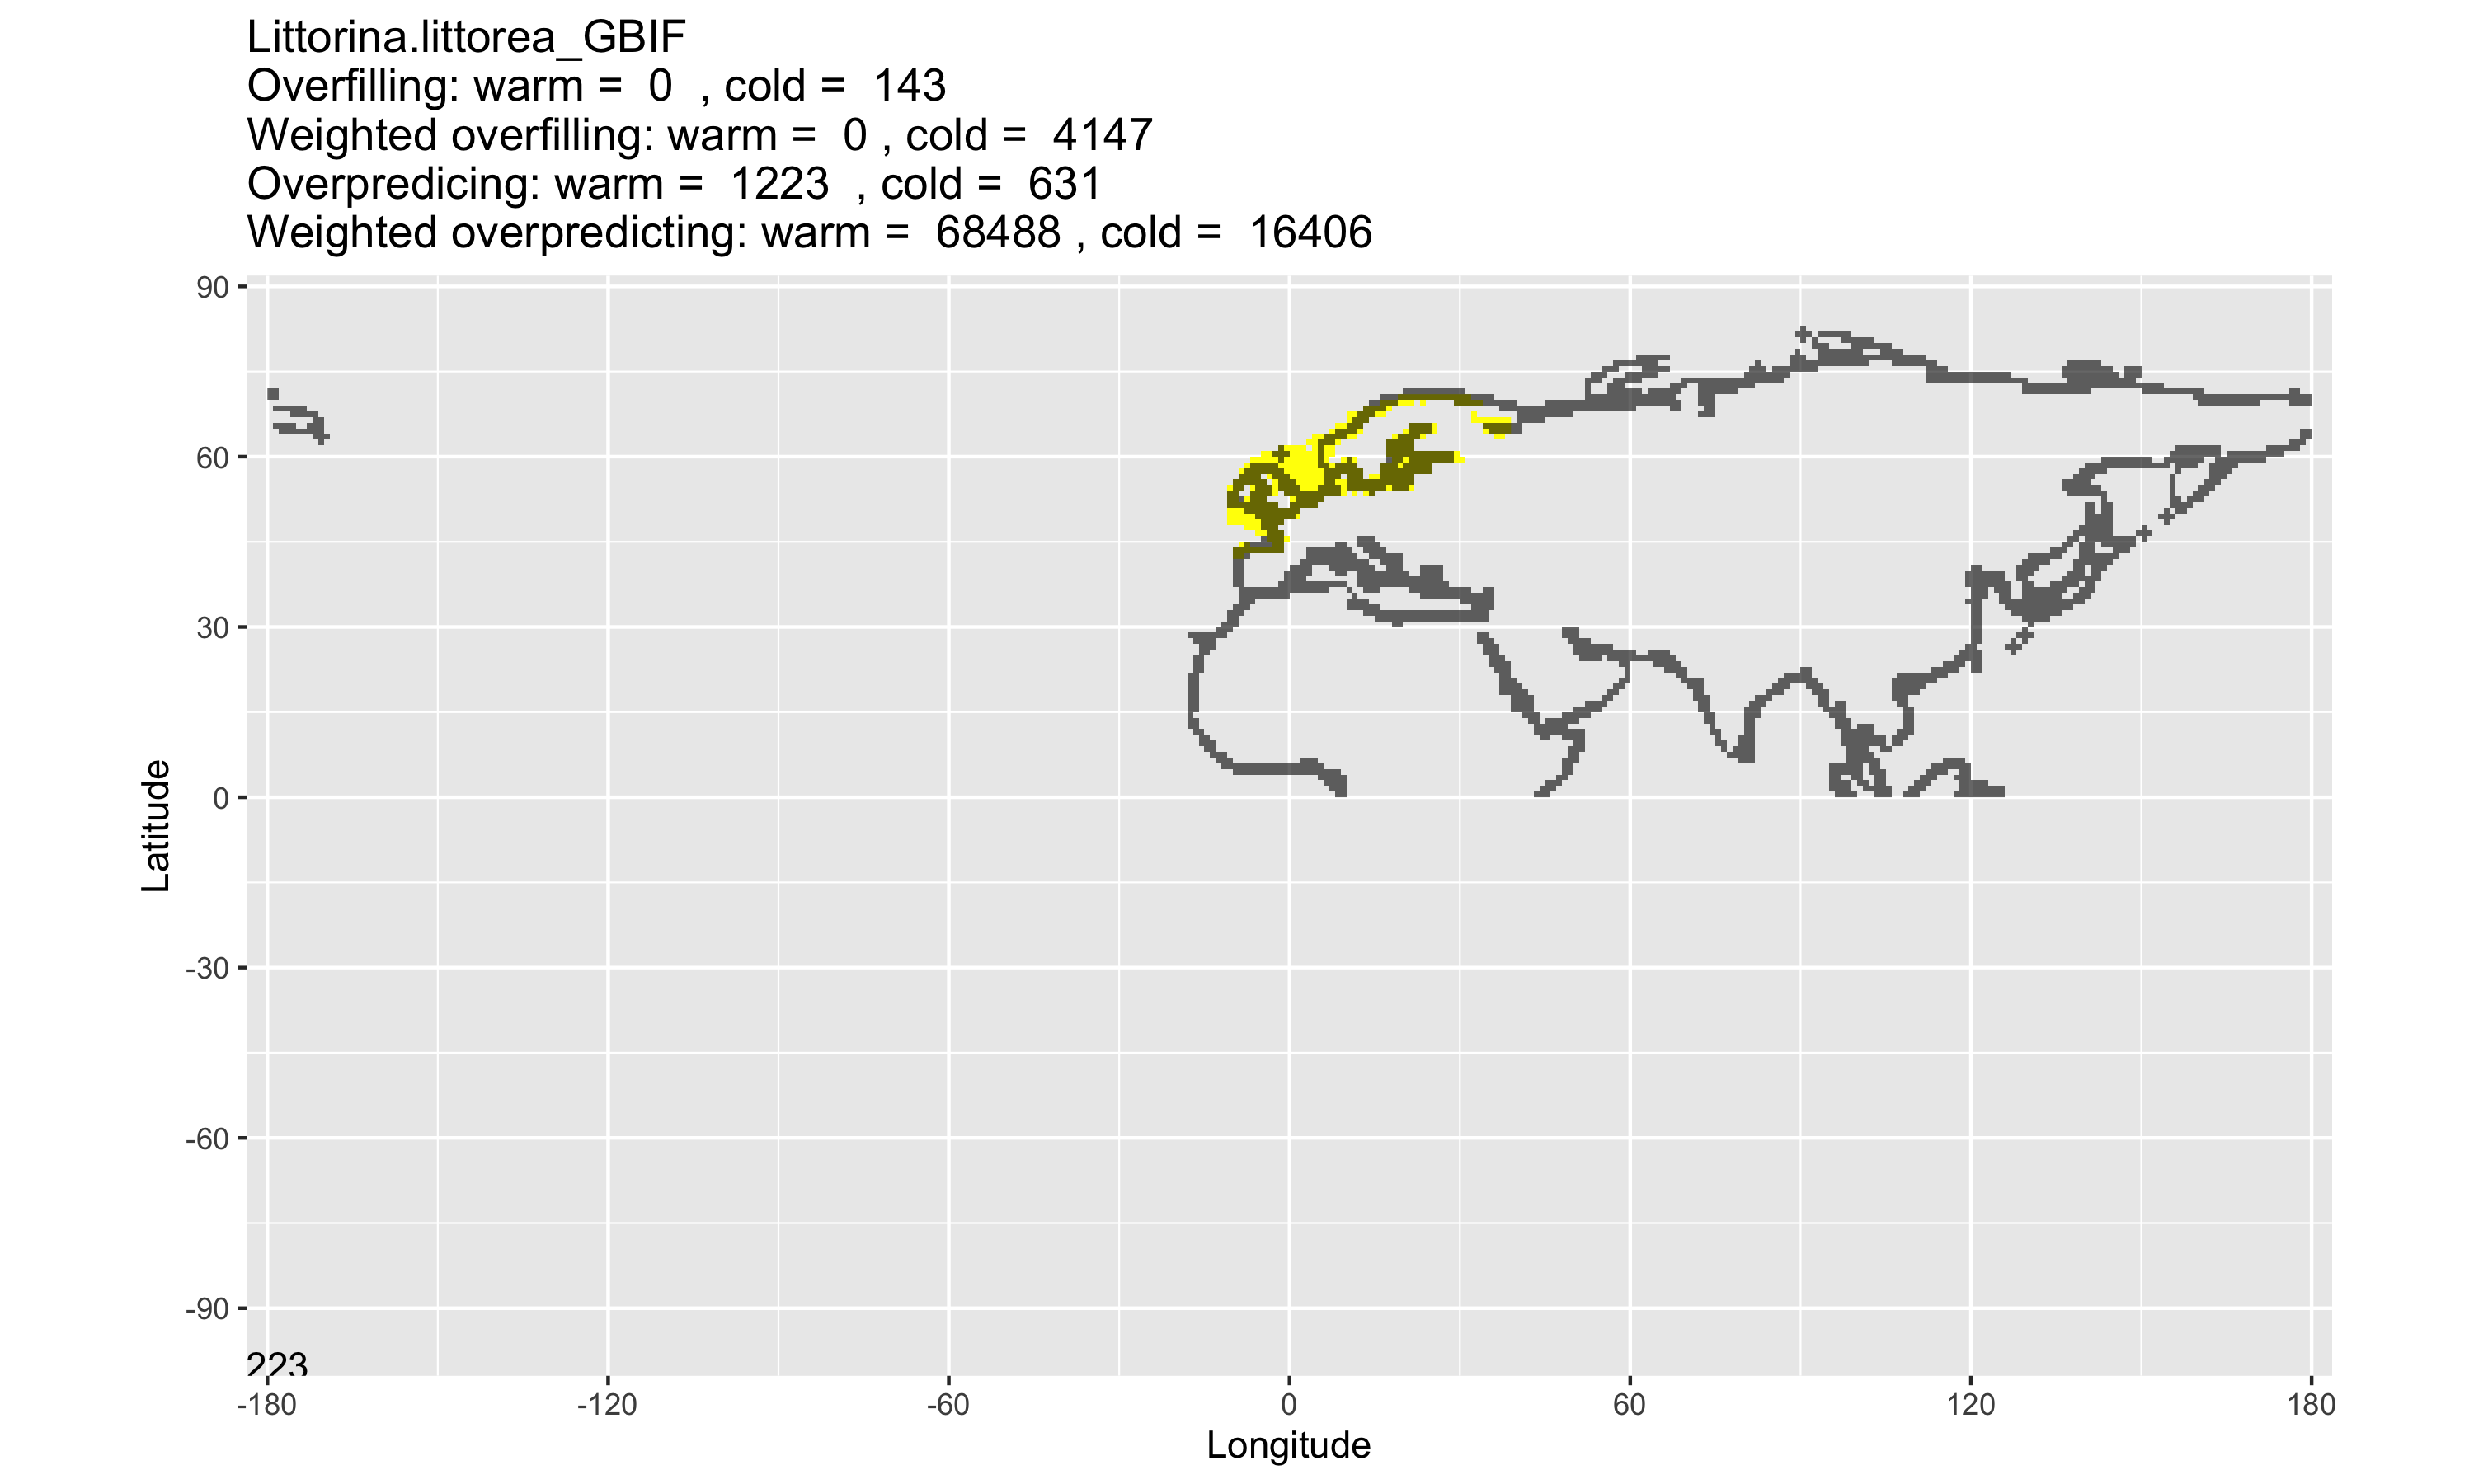 Littorina.littorea_GBIF
Overfilling: warm = 0 , cold = 143
Weighted overfilling: warm = 0 , cold = 4147
Overpredicing: warm = 1223 , cold = 631
Weighted overpredicting: warm = 68488 , cold = 16406
90
60
30
0
-30
-60
-90
Latitude
223
-180 -120 -60 0 60 120 180
Longitude